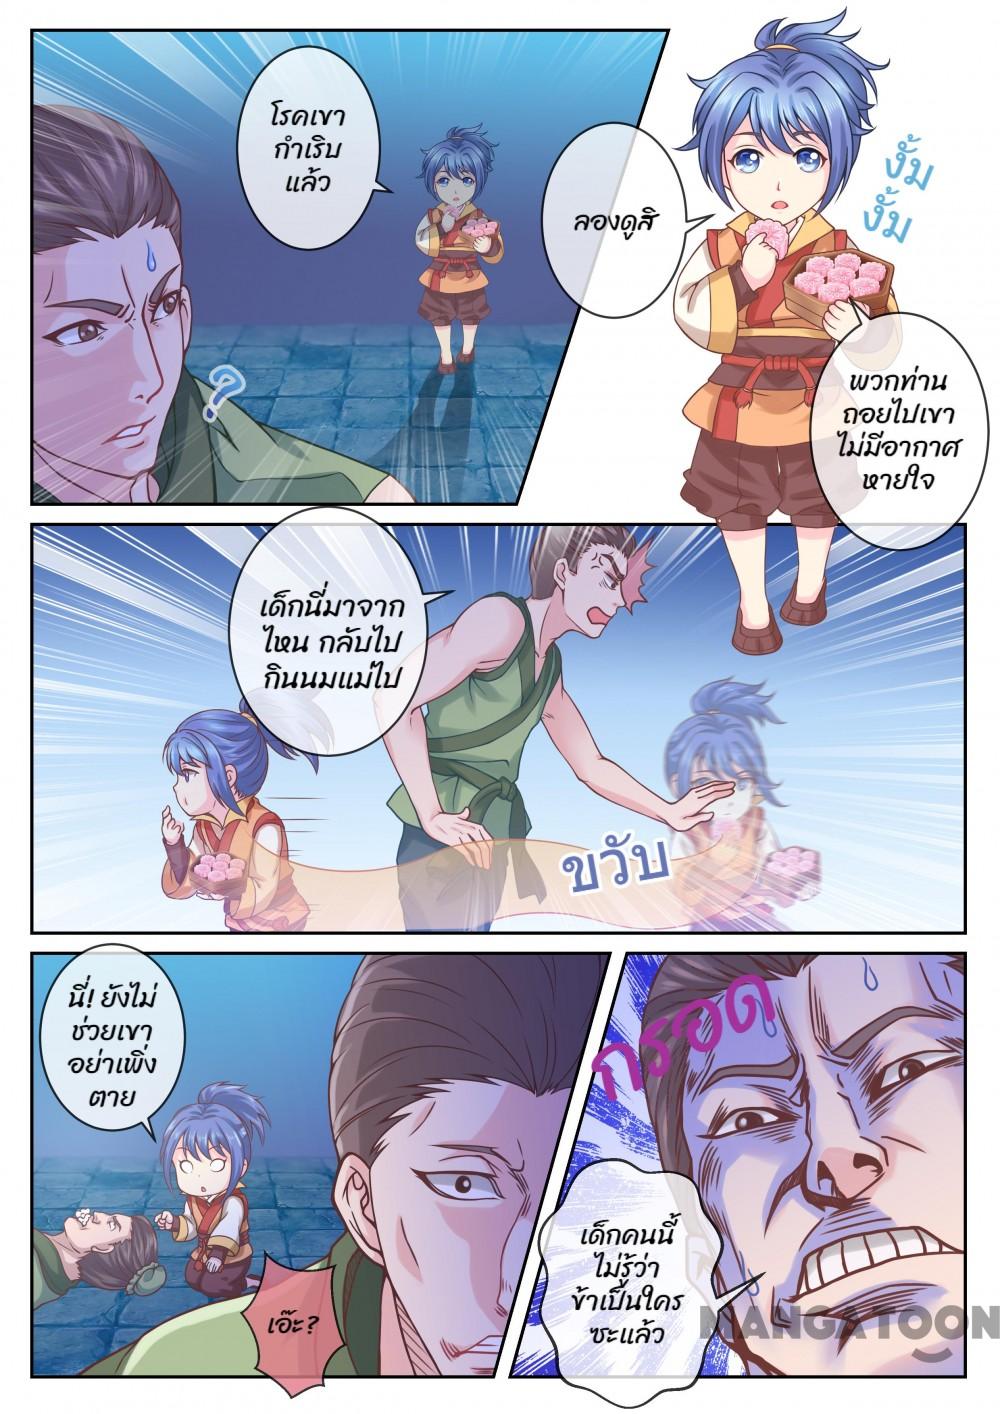 โรคเขา
กำเริบ
แล้ว
ลองดูสิ
งั้ม
งั้ม
พวกท่าน
ถอยไปเขา
ไม่มีอากาศ
หายใจ
เด็กนี่มาจาก
ไหน กลับไป
กินนมแม่ไป
ขวับ
นี่! ยังไม่
ช่วยเขา
อย่าเพิ่ง
ตาย
เอ๊ะ?
กรอด
เด็กคนนี้
ไม่รู้ว่า
ข้าเป็นใคร
ซะแล้ว
MANGATOON